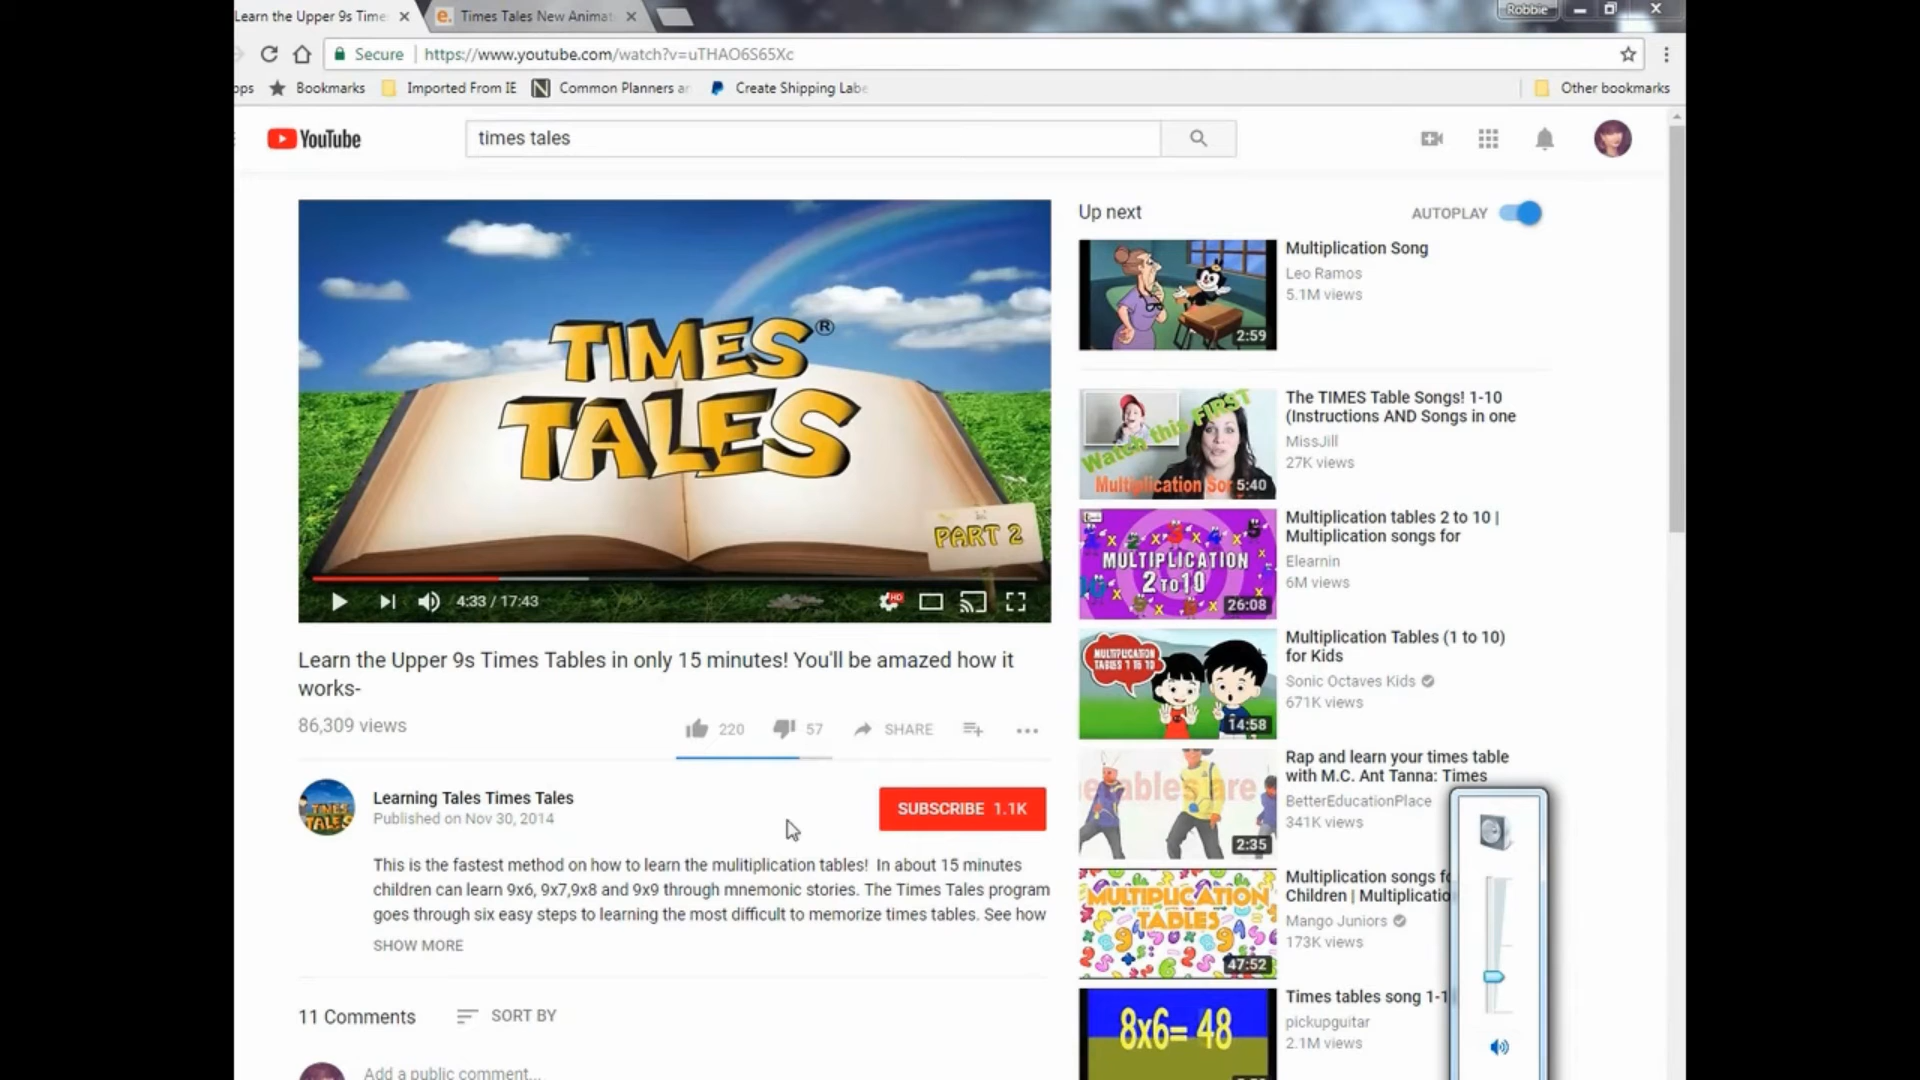 Learn the Upper 9s Time
Times Tales New Animat
Robbie
Secure
https://www.youtube.com/watch?v=uTHAO6S65Xc
Bookmarks
Imported From IE
Common Planners a
Create Shipping Labe
Other bookmarks
YouTube
times tales
TIMES®
TALES
PART 2
4:33 / 17:43
HD
Learn the Upper 9s Times Tables in only 15 minutes! You'll be amazed how it
works-
86,309 views
220
57
SHARE
Learning Tales Times Tales
Published on Nov 30, 2014
SUBSCRIBE 1.1K
This is the fastest method on how to learn the mulitiplication tables! In about 15 minutes
children can learn 9x6, 9x7,9x8 and 9x9 through mnemonic stories. The Times Tales program
goes through six easy steps to learning the most difficult to memorize times tables. See how
SHOW MORE
11 Comments
SORT BY
Add a public comment...
Up next
AUTOPLAY
Multiplication Song
Leo Ramos
5.1M views
2:59
The TIMES Table Songs! 1-10
(Instructions AND Songs in one
MissJill
27K views
Watch this FIRST
5:40
Multiplication tables 2 to 10 |
Multiplication songs for
Elearnin
6M views
MULTIPLICATION
2 TO 10
26:08
Multiplication Tables (1 to 10)
for Kids
Sonic Octaves Kids
671K views
MULTIPLICATION
TABLES 1 TO 10
14:58
Rap and learn your times table
with M.C. Ant Tanna: Times
BetterEducationPlace
341K views
ables are
2:35
Multiplication songs fo
Children | Multiplicatio
Mango Juniors
173K views
MULTIPLICATION
TABLES
47:52
Times tables song 1-1
pickupguitar
2.1M views
8x6= 48